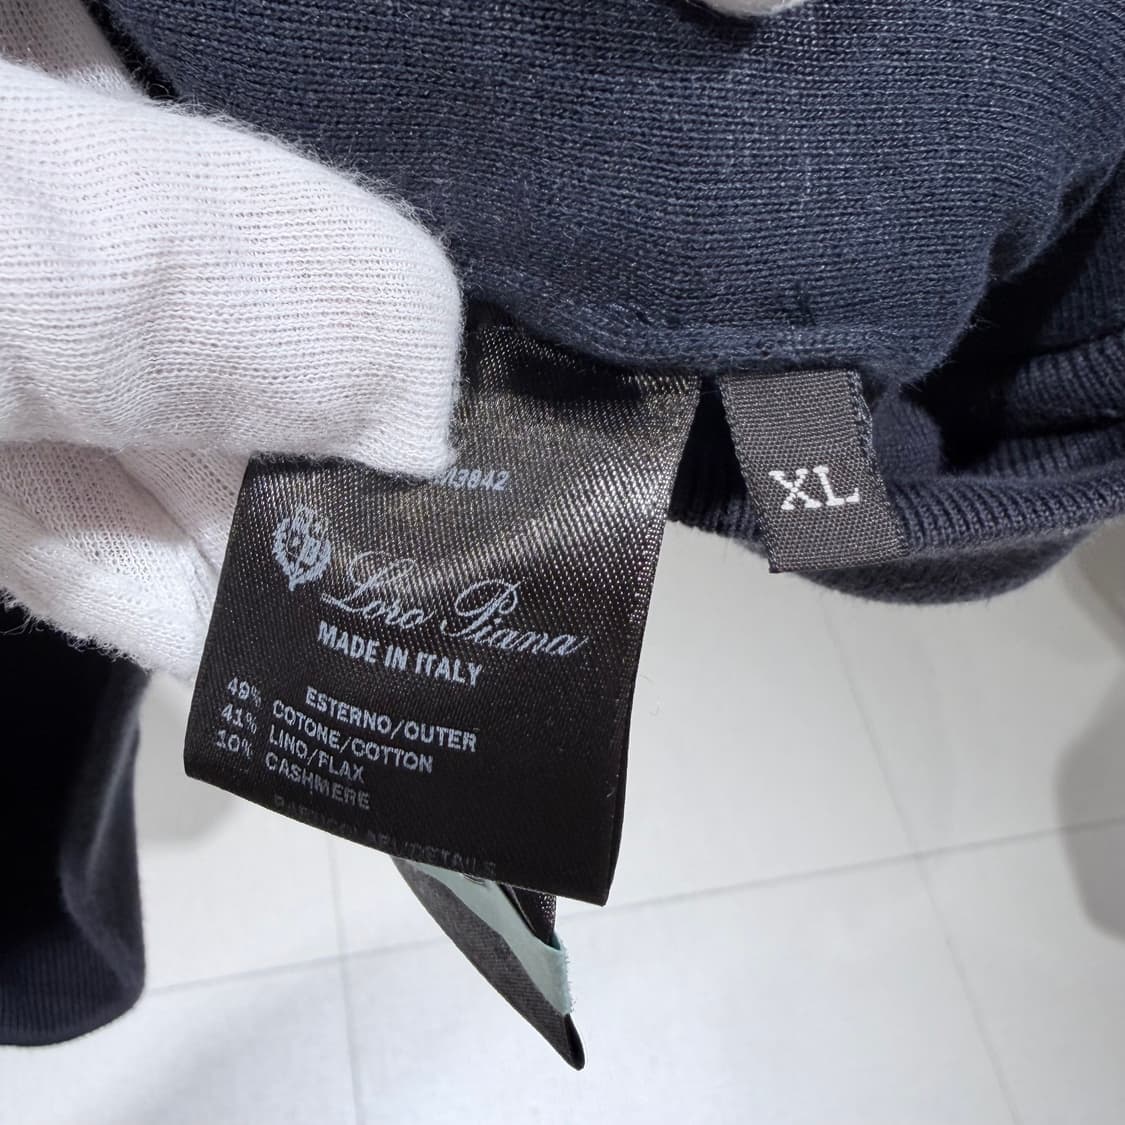 XL
Loro Piana
MADE IN ITALY
ESTERNO/OUTER
49% COTONE/COTTON
41% LINO/FLAX
10% CASHMERE